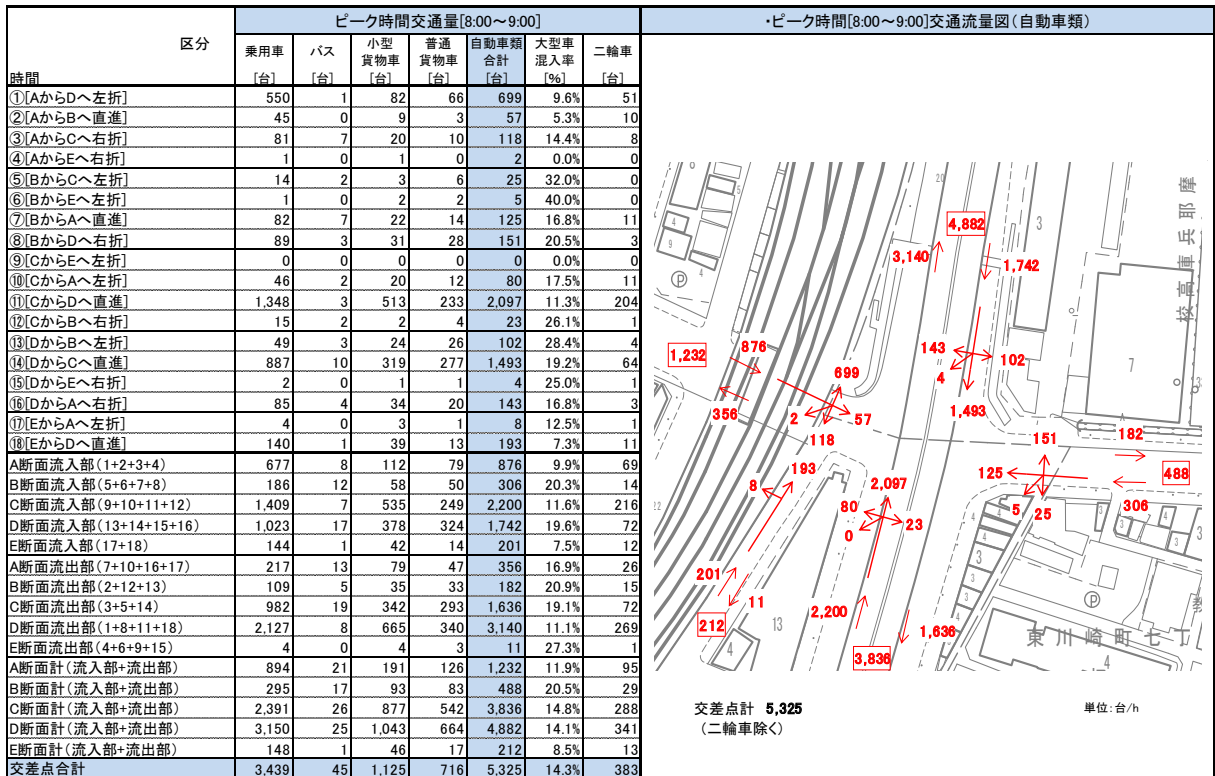 ピーク時間交通量[8:00～9:00]
区分
時間
乗用車 [台]
バス [台]
小型貨物車 [台]
普通貨物車 [台]
自動車類合計 [台]
大型車混入率 [%]
二輪車 [台]
①[AからDへ左折] 550 1 82 66 699 9.6% 51
②[AからBへ直進] 45 0 9 3 57 5.3% 10
③[AからCへ右折] 81 7 20 10 118 14.4% 8
④[AからEへ右折] 1 0 1 0 2 0.0% 0
⑤[BからCへ左折] 14 2 3 6 25 32.0% 0
⑥[BからEへ左折] 1 0 2 2 5 40.0% 0
⑦[BからAへ直進] 82 7 22 14 125 16.8% 11
⑧[BからDへ右折] 89 3 31 28 151 20.5% 3
⑨[CからEへ左折] 0 0 0 0 0 0.0% 0
⑩[CからAへ左折] 46 2 20 12 80 17.5% 11
⑪[CからDへ直進] 1,348 3 513 233 2,097 11.3% 204
⑫[CからBへ右折] 15 2 2 4 23 26.1% 1
⑬[DからBへ左折] 49 3 24 26 102 28.4% 4
⑭[DからCへ直進] 887 10 319 277 1,493 19.2% 64
⑮[DからEへ右折] 2 0 1 1 4 25.0% 1
⑯[DからAへ右折] 85 4 34 20 143 16.8% 3
⑰[EからAへ左折] 4 0 3 1 8 12.5% 1
⑱[EからDへ直進] 140 1 39 13 193 7.3% 11
A断面流入部(1+2+3+4) 677 8 112 79 876 9.9% 69
B断面流入部(5+6+7+8) 186 12 58 50 306 20.3% 14
C断面流入部(9+10+11+12) 1,409 7 535 249 2,200 11.6% 216
D断面流入部(13+14+15+16) 1,023 17 378 324 1,742 19.6% 72
E断面流入部(17+18) 144 1 42 14 201 7.5% 12
A断面流出部(7+10+16+17) 217 13 79 47 356 16.9% 26
B断面流出部(2+12+13) 109 5 35 33 182 20.9% 15
C断面流出部(3+5+14) 982 19 342 293 1,636 19.1% 72
D断面流出部(1+8+11+18) 2,127 8 665 340 3,140 11.1% 269
E断面流出部(4+6+9+15) 4 0 4 3 11 27.3% 1
A断面計(流入部+流出部) 894 21 191 126 1,232 11.9% 95
B断面計(流入部+流出部) 295 17 93 83 488 20.5% 29
C断面計(流入部+流出部) 2,391 26 877 542 3,836 14.8% 288
D断面計(流入部+流出部) 3,150 25 1,043 664 4,882 14.1% 341
E断面計(流入部+流出部) 148 1 46 17 212 8.5% 13
交差点合計 3,439 45 1,125 716 5,325 14.3% 383
・ピーク時間[8:00～9:00]交通流量図(自動車類)
4,882
3,140
1,742
1,232
876
356
699
2
57
118
143
102
4
1,493
151
182
125
488
5
25
306
193
8
2,097
80
23
0
201
11
212
2,200
1,636
3,836
摩耶兵庫高校
東川崎町七丁
P
P
13
7
交差点計 5,325
(二輪車除く)
単位:台/h